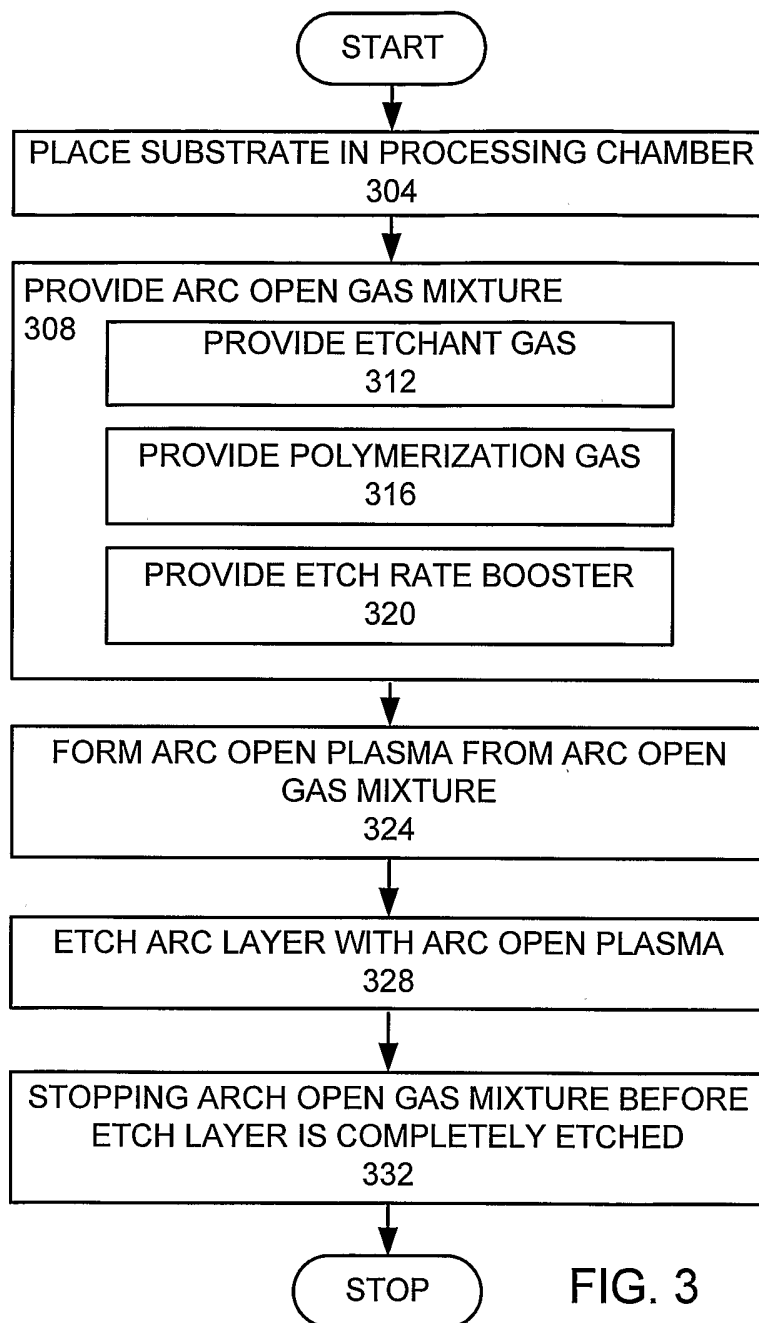 START
PLACE SUBSTRATE IN PROCESSING CHAMBER
304
PROVIDE ARC OPEN GAS MIXTURE
308
PROVIDE ETCHANT GAS
312
PROVIDE POLYMERIZATION GAS
316
PROVIDE ETCH RATE BOOSTER
320
FORM ARC OPEN PLASMA FROM ARC OPEN
GAS MIXTURE
324
ETCH ARC LAYER WITH ARC OPEN PLASMA
328
STOPPING ARCH OPEN GAS MIXTURE BEFORE
ETCH LAYER IS COMPLETELY ETCHED
332
STOP
FIG. 3